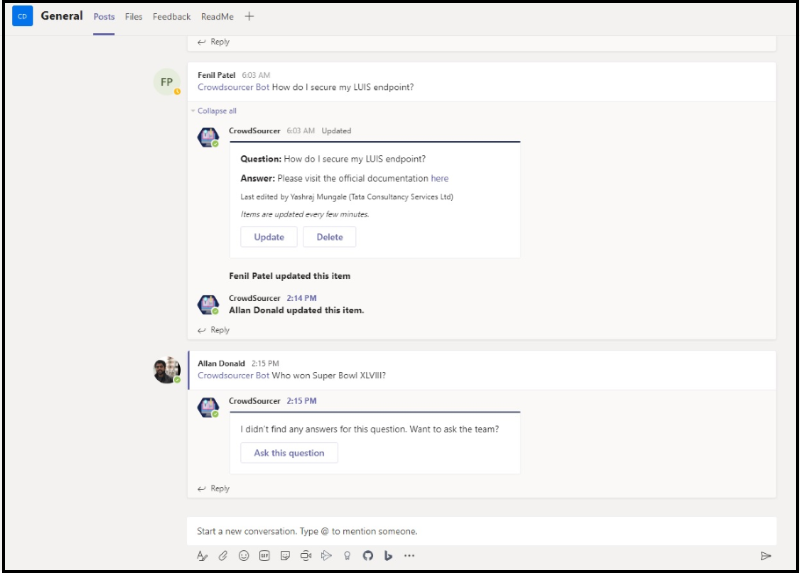 CD General Posts Files Feedback ReadMe
Reply
FP
Fenil Patel 6:03 AM
Crowdsourcer Bot How do I secure my LUIS endpoint?
Collapse all
CrowdSourcer 6:03 AM Updated
Question: How do I secure my LUIS endpoint?
Answer: Please visit the official documentation here
Last edited by Yashraj Mungale (Tata Consultancy Services Ltd)
Items are updated every few minutes.
Update Delete
Fenil Patel updated this item
CrowdSourcer 2:14 PM
Allan Donald updated this item.
Reply
Allan Donald 2:15 PM
Crowdsourcer Bot Who won Super Bowl XLVIII?
CrowdSourcer 2:15 PM
I didn't find any answers for this question. Want to ask the team?
Ask this question
Reply
Start a new conversation. Type @ to mention someone.
GIF